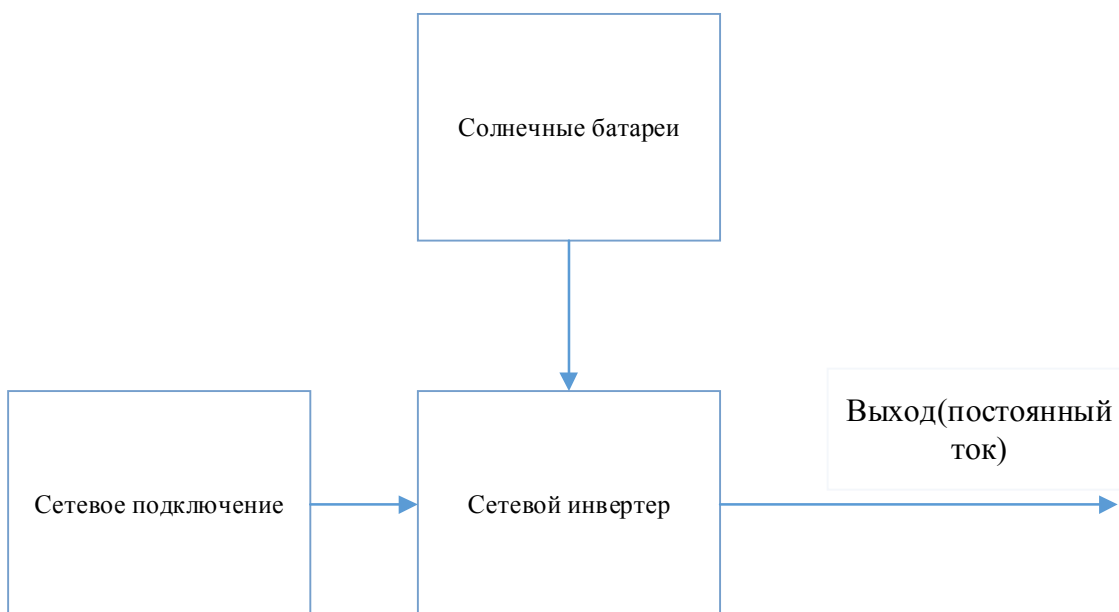 Солнечные батареи
Выход(постоянный
ток)
Сетевое подключение
Сетевой инвертер